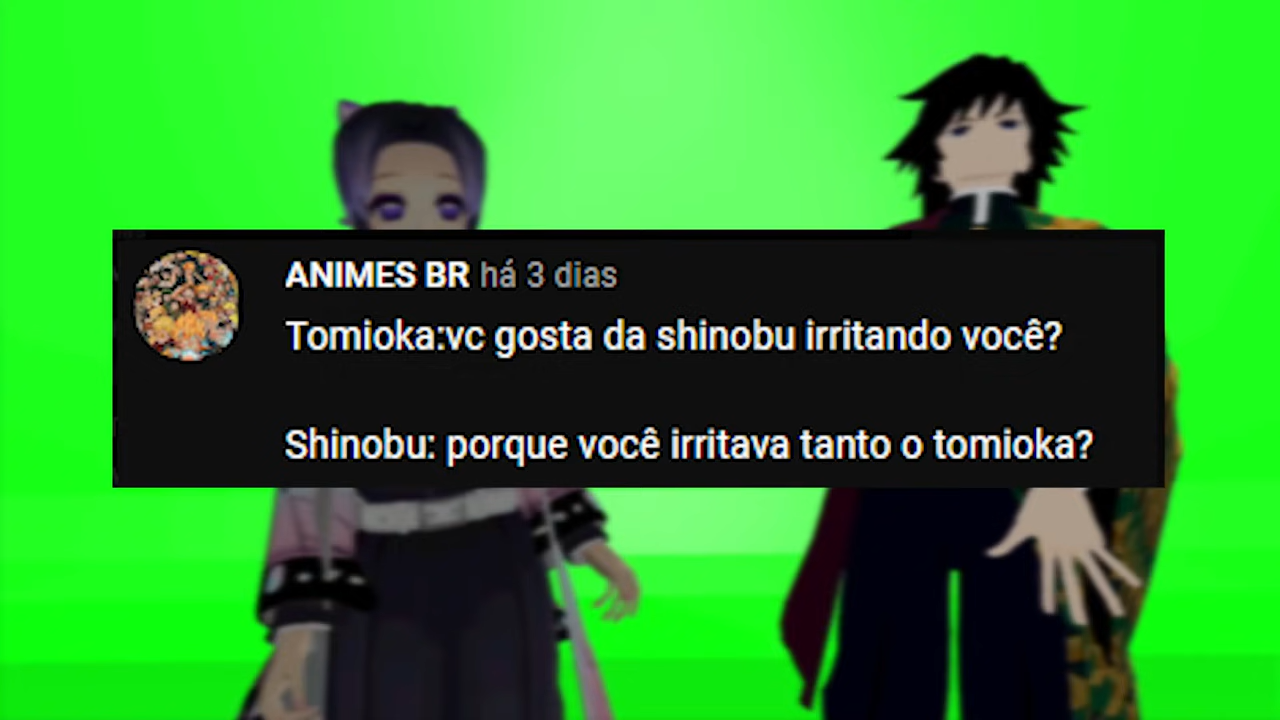 ANIMES BR há 3 dias
Tomioka:vc gosta da shinobu irritando você?
Shinobu: porque você irritava tanto o tomioka?